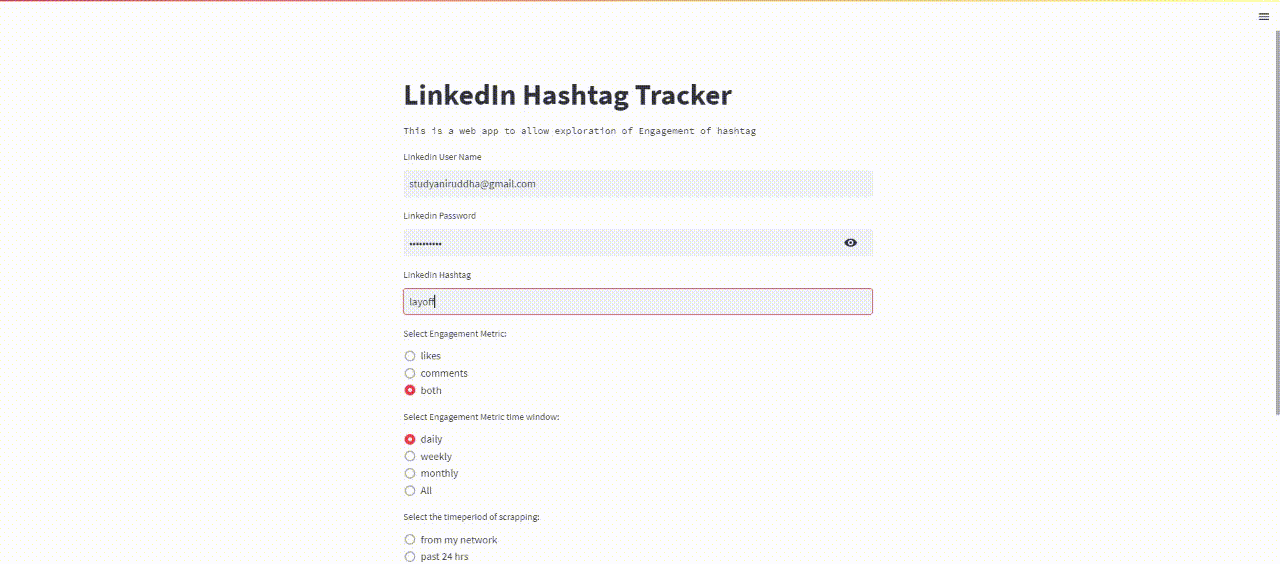 LinkedIn Hashtag Tracker
This is a web app to allow exploration of Engagement of hashtag
Linkedin User Name
studyaniruddha@gmail.com
Linkedin Password
••••••••••
Linkedin Hashtag
layoff
Select Engagement Metric:
likes
comments
both
Select Engagement Metric time window:
daily
weekly
monthly
All
Select the timeperiod of scrapping:
from my network
past 24 hrs